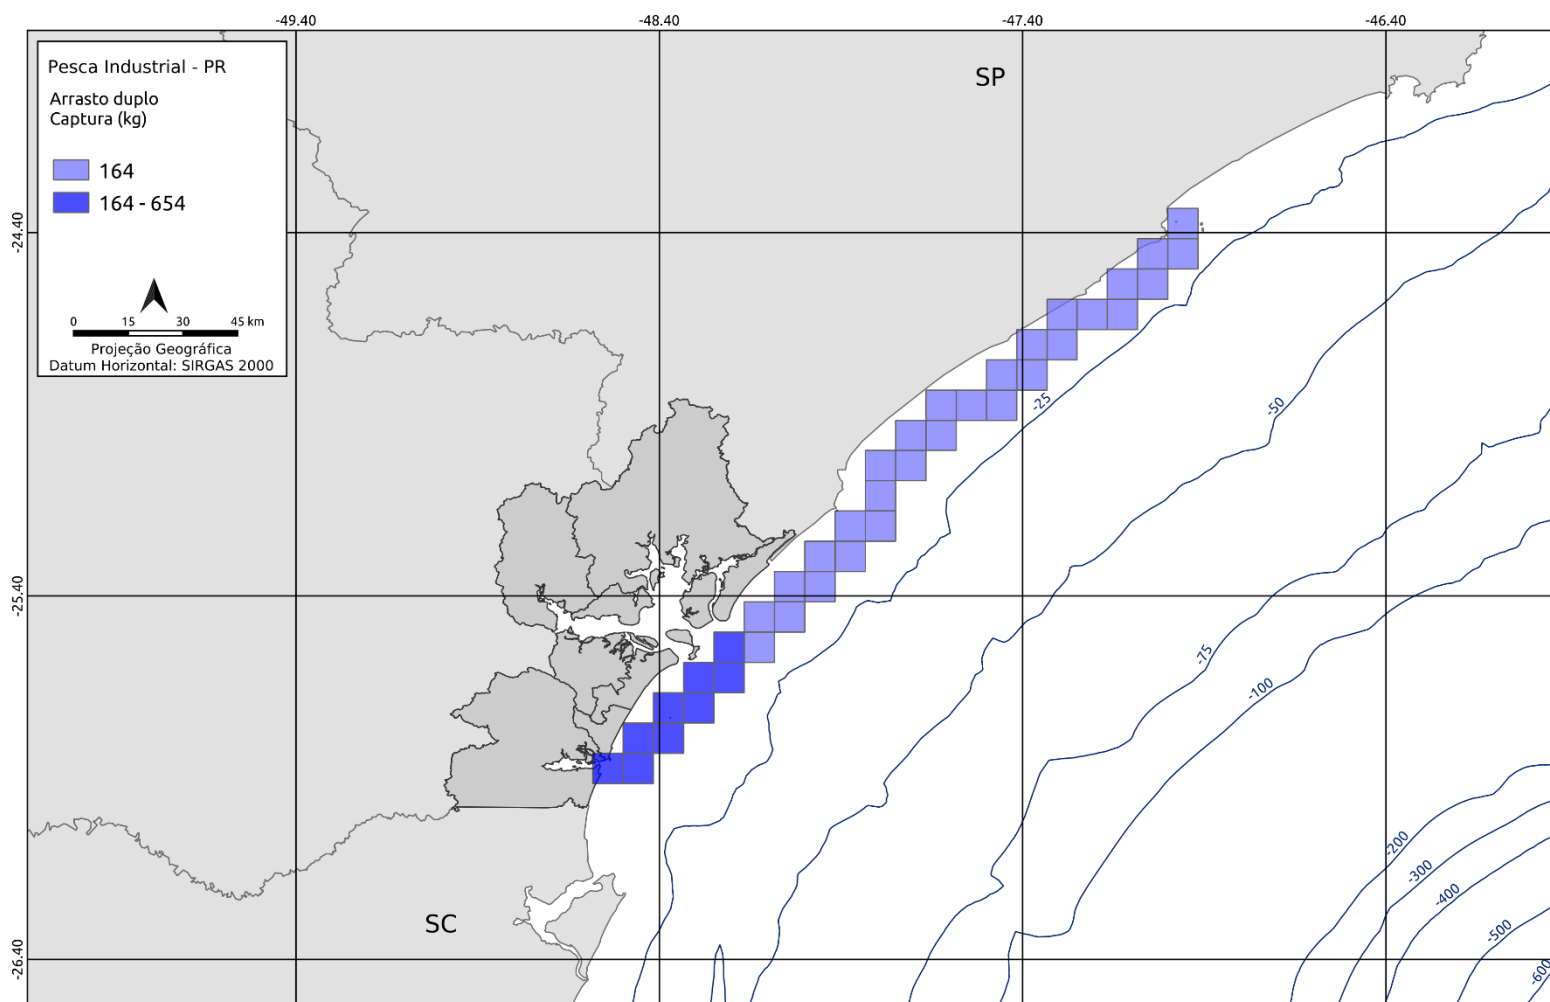 -49.40 -48.40 -47.40 -46.40
Pesca Industrial - PR
Arrasto duplo
Captura (kg)
164
164 - 654
0 15 30 45 km
Projeção Geográfica
Datum Horizontal: SIRGAS 2000
SP
-24.40
-25
-50
-25.40
-75
-100
-200
-300
-400
-500
-600
SC
-26.40